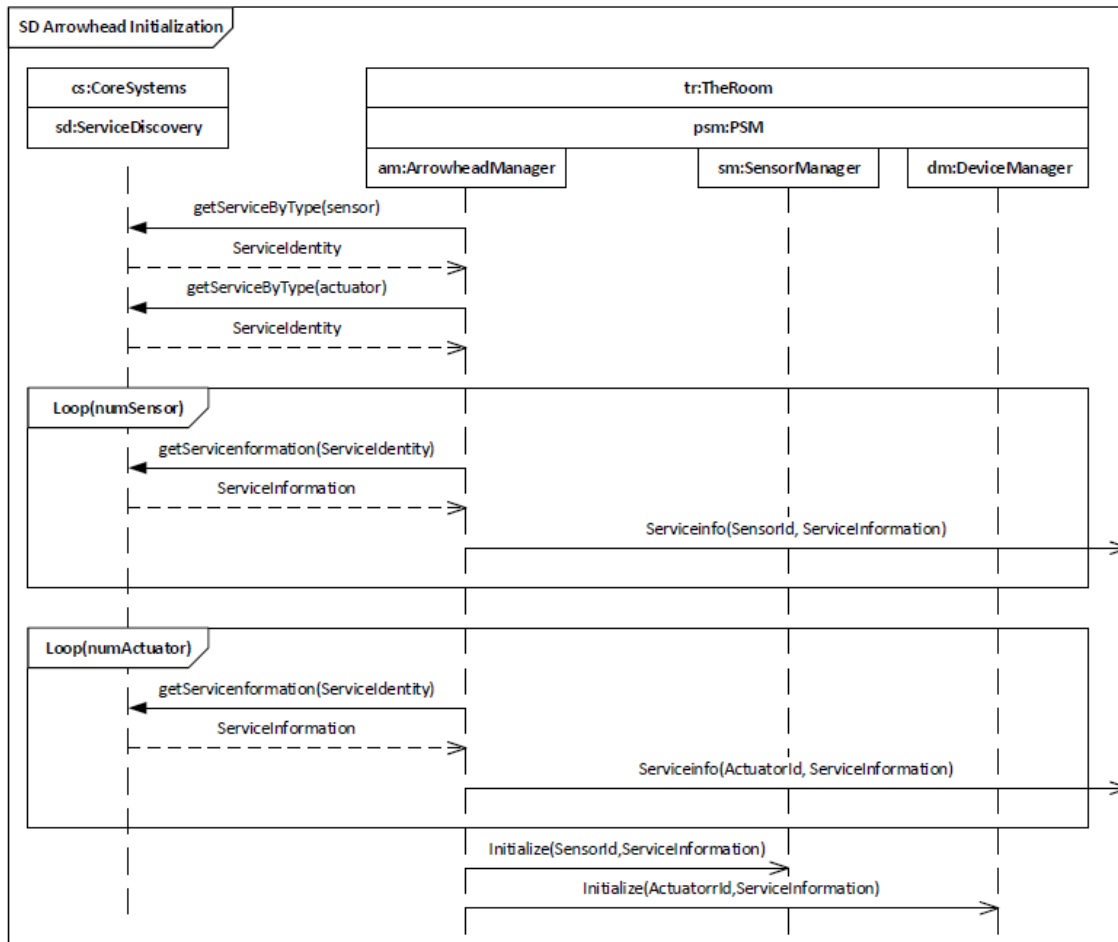 SD Arrowhead Initialization
cs:CoreSystems
tr:TheRoom
sd:ServiceDiscovery
psm:PSM
am:ArrowheadManager
sm:SensorManager
dm:DeviceManager
getServiceByType(sensor)
ServiceIdentity
getServiceByType(actuator)
ServiceIdentity
Loop(numSensor)
getServicenformation(ServiceIdentity)
ServiceInformation
Serviceinfo(SensorId, ServiceInformation)
Loop(numActuator)
getServicenformation(ServiceIdentity)
ServiceInformation
Serviceinfo(ActuatorId, ServiceInformation)
Initialize(SensorId,ServiceInformation)
Initialize(ActuatorrId,ServiceInformation)